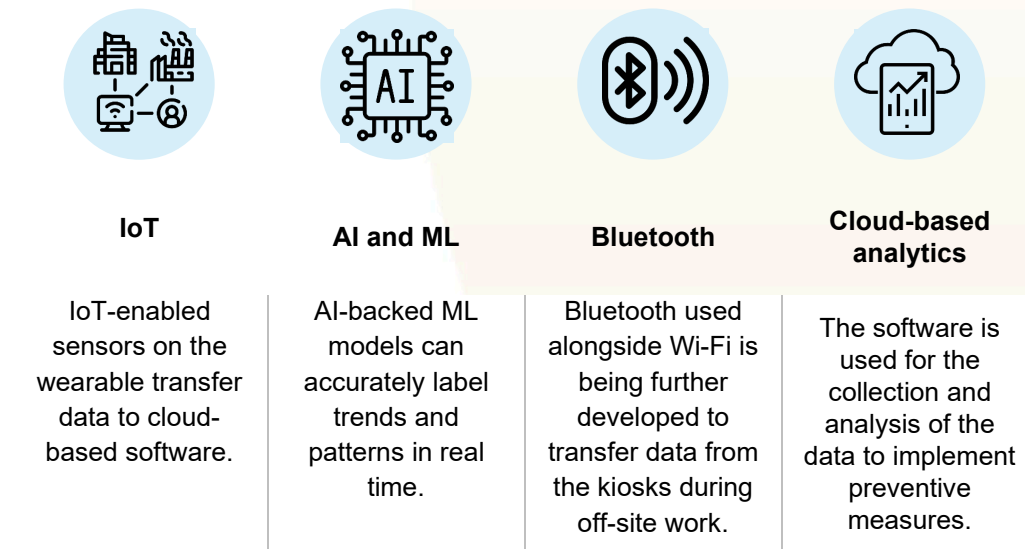 AI
IoT
AI and ML
Bluetooth
Cloud-based
analytics
IoT-enabled
sensors on the
wearable transfer
data to cloud-
based software.
AI-backed ML
models can
accurately label
trends and
patterns in real
time.
Bluetooth used
alongside Wi-Fi is
being further
developed to
transfer data from
the kiosks during
off-site work.
The software is
used for the
collection and
analysis of the
data to implement
preventive
measures.